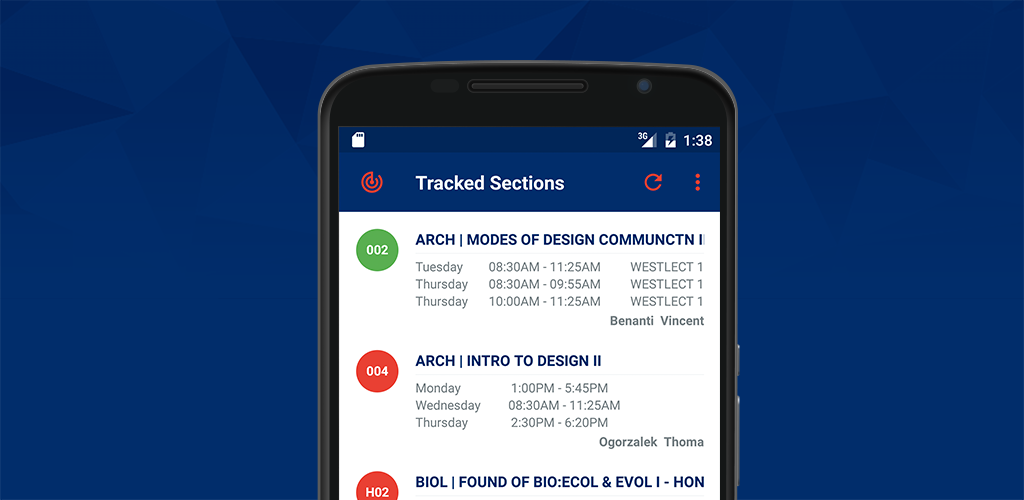 3G 1:38
Tracked Sections
002 ARCH | MODES OF DESIGN COMMUNCTN I
Tuesday 08:30AM - 11:25AM WESTLECT 1
Thursday 08:30AM - 09:55AM WESTLECT 1
Thursday 10:00AM - 11:25AM WESTLECT 1
Benanti Vincent
004 ARCH | INTRO TO DESIGN II
Monday 1:00PM - 5:45PM
Wednesday 08:30AM - 11:25AM
Thursday 2:30PM - 6:20PM
Ogorzalek Thoma
H02 BIOL | FOUND OF BIO:ECOL & EVOL I - HON